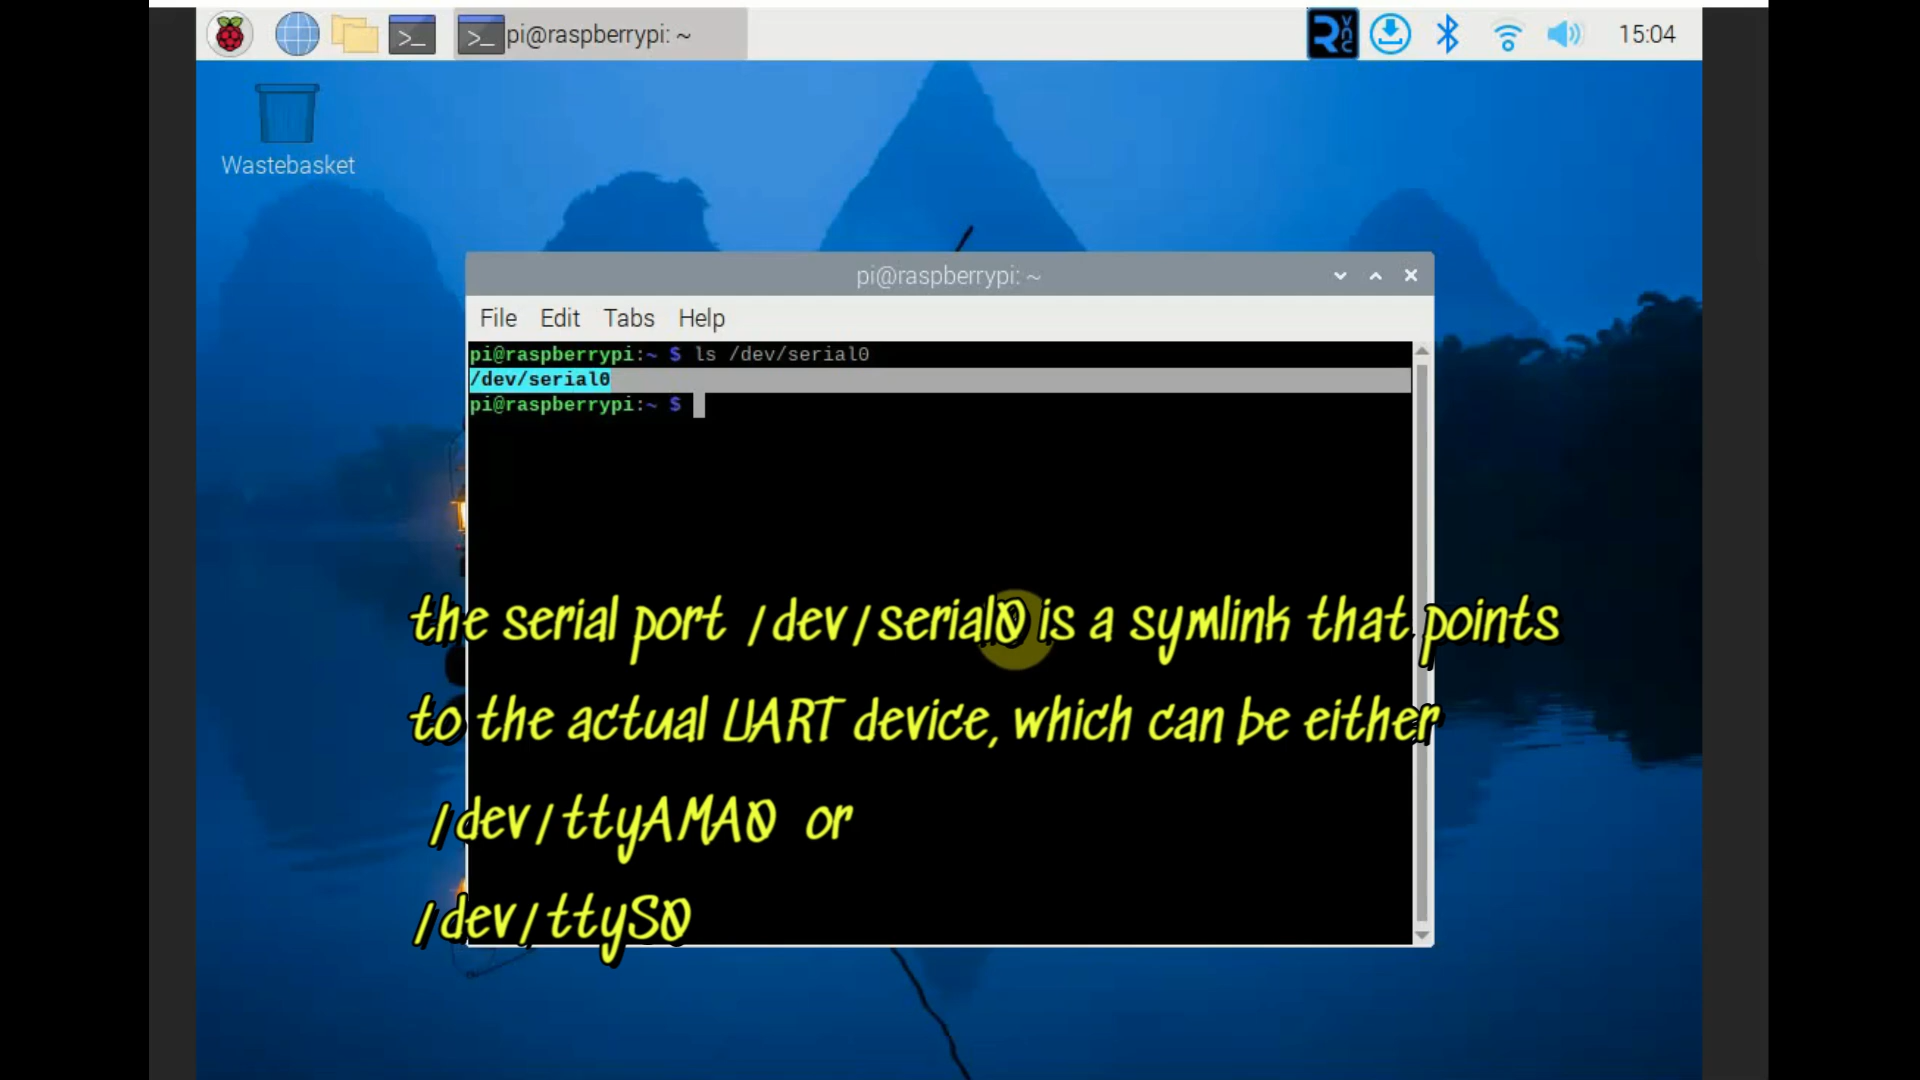 pi@raspberrypi: ~
15:04
Wastebasket
pi@raspberrypi: ~
File Edit Tabs Help
pi@raspberrypi:~ $ ls /dev/serial0
/dev/serial0
pi@raspberrypi:~ $
the serial port /dev/serial0 is a symlink that points
to the actual UART device, which can be either
/dev/ttyAMA0 or
/dev/ttyS0